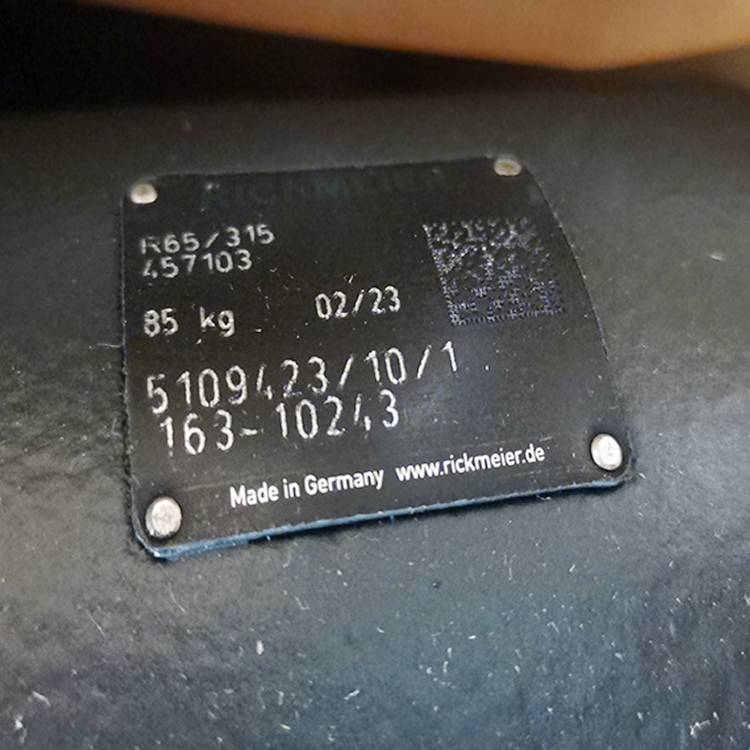 RICKMEIER
R65/315
457103
85 kg 02/23
5109423/10/1
163-10243
Made in Germany www.rickmeier.de